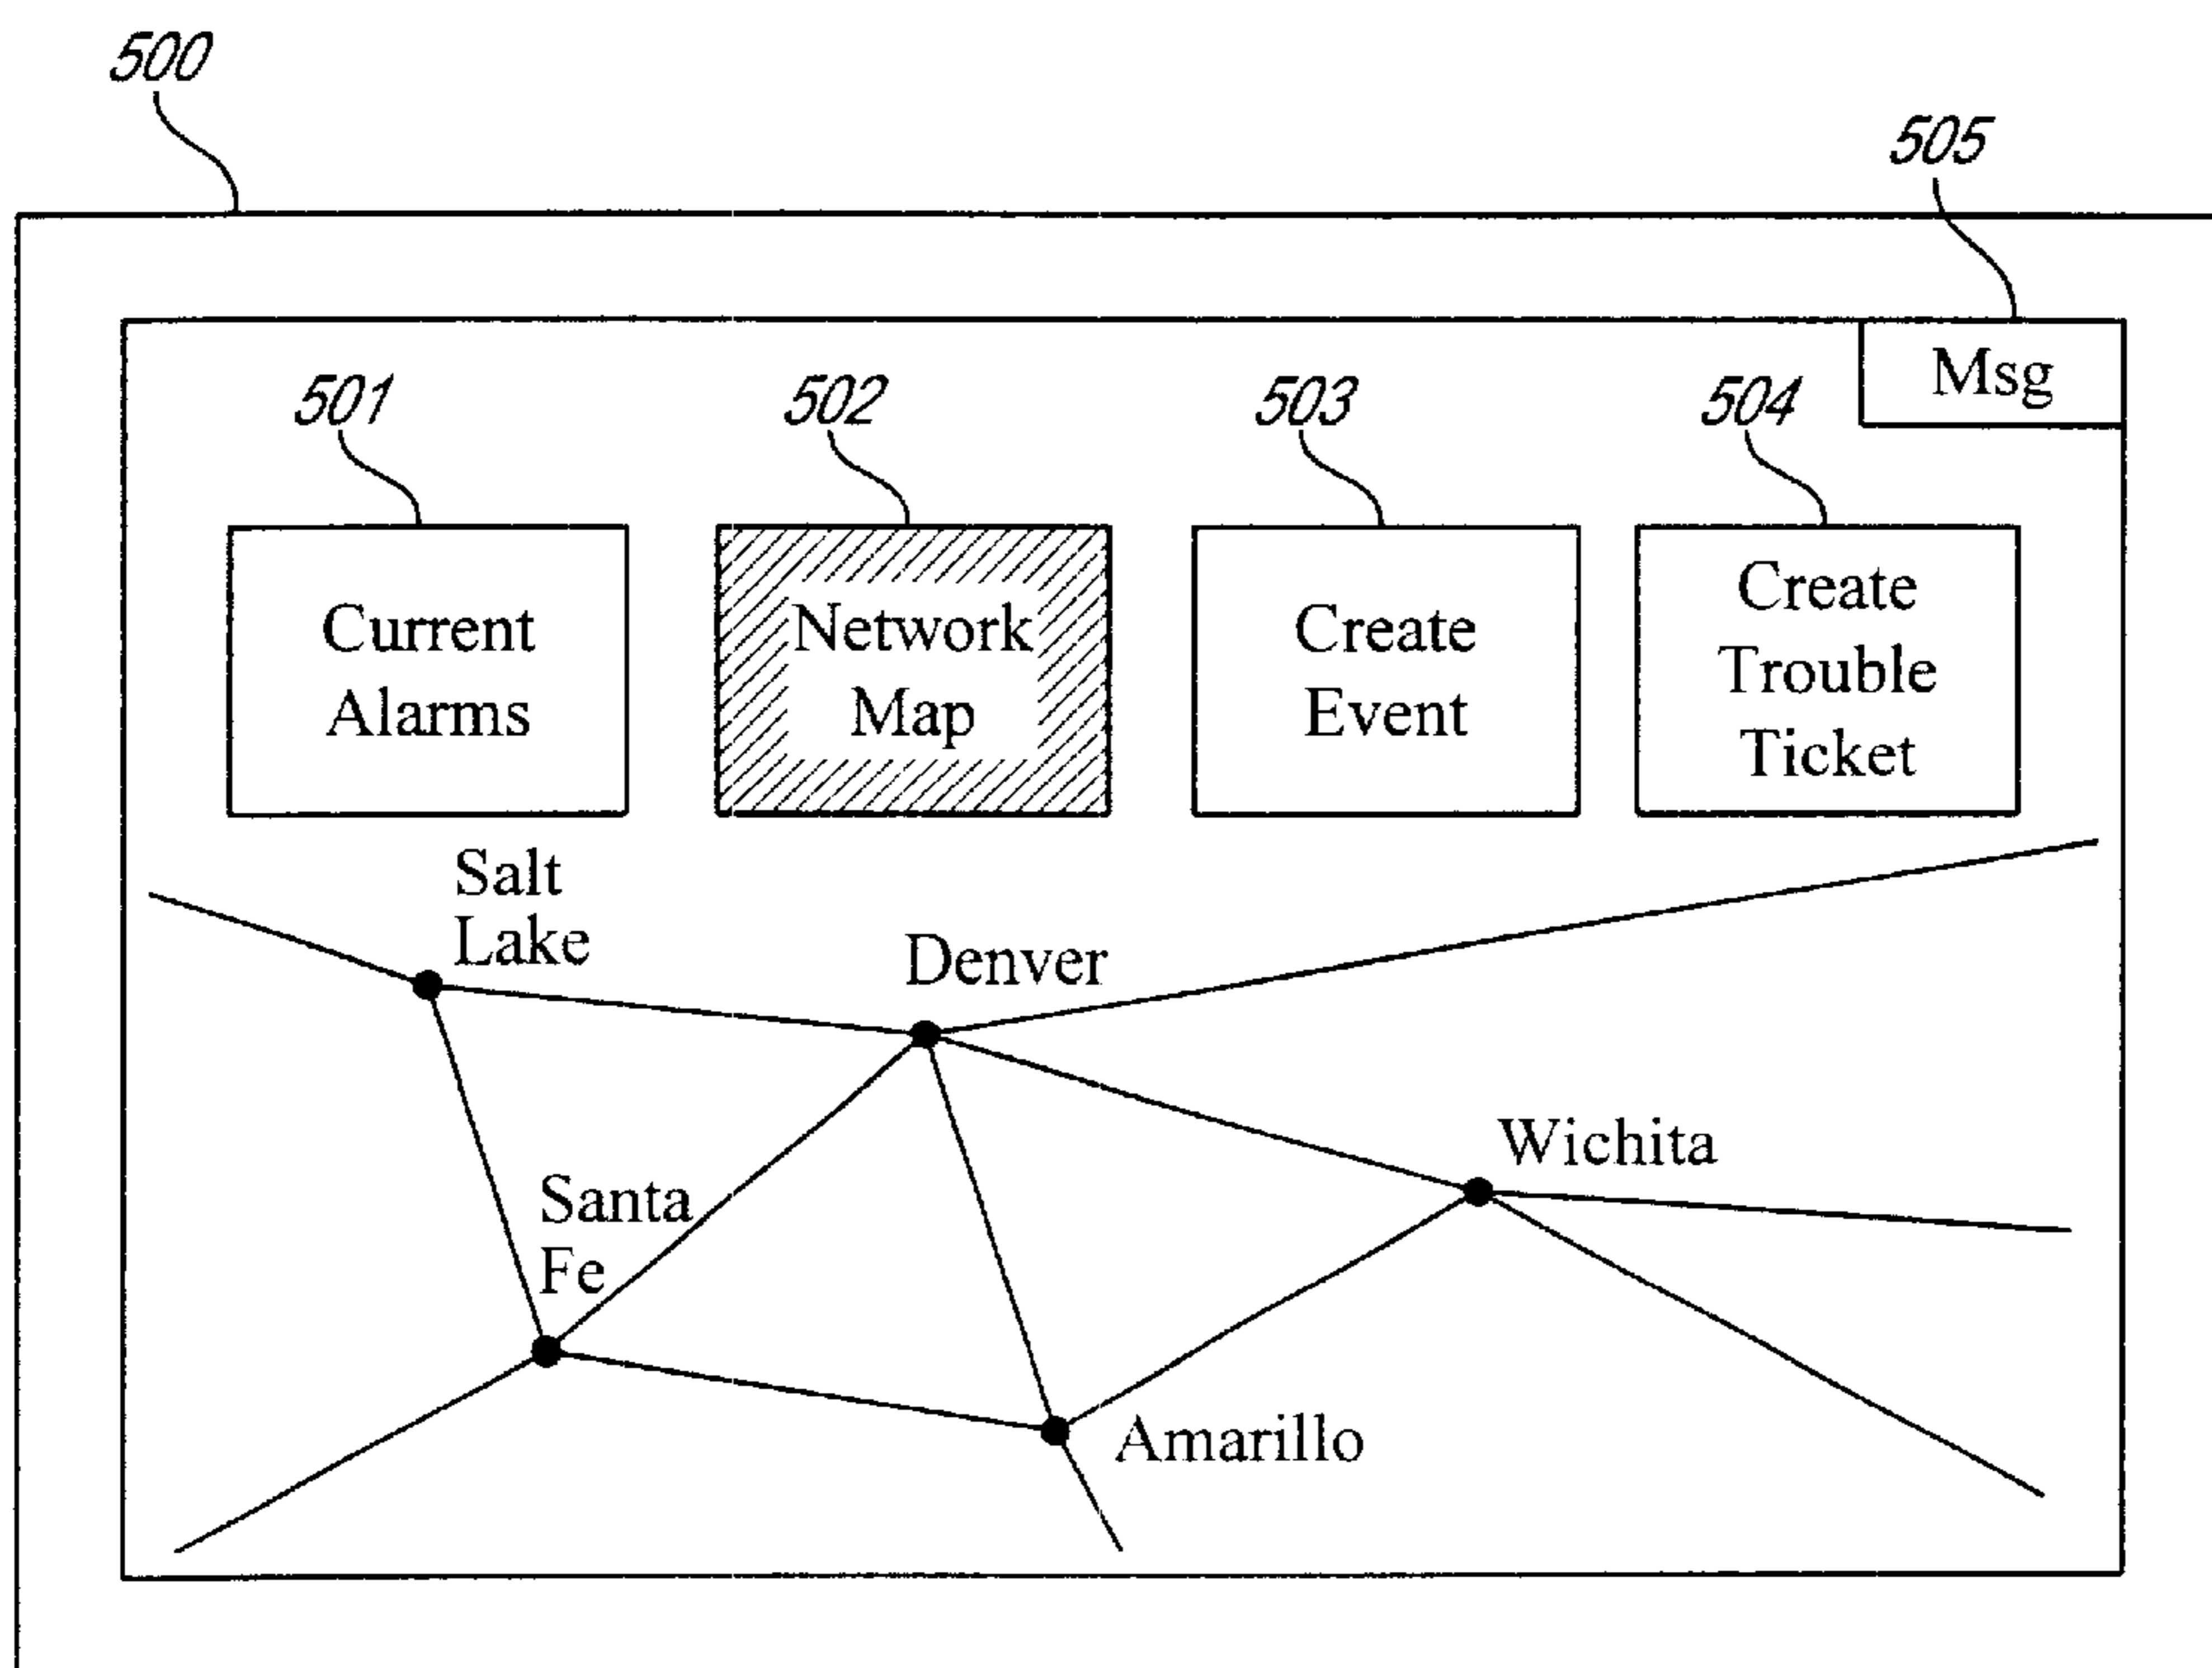 500
505
Msg
501
502
503
504
Current
Alarms
Network
Map
Create
Event
Create
Trouble
Ticket
Salt
Lake
Denver
Wichita
Santa
Fe
Amarillo